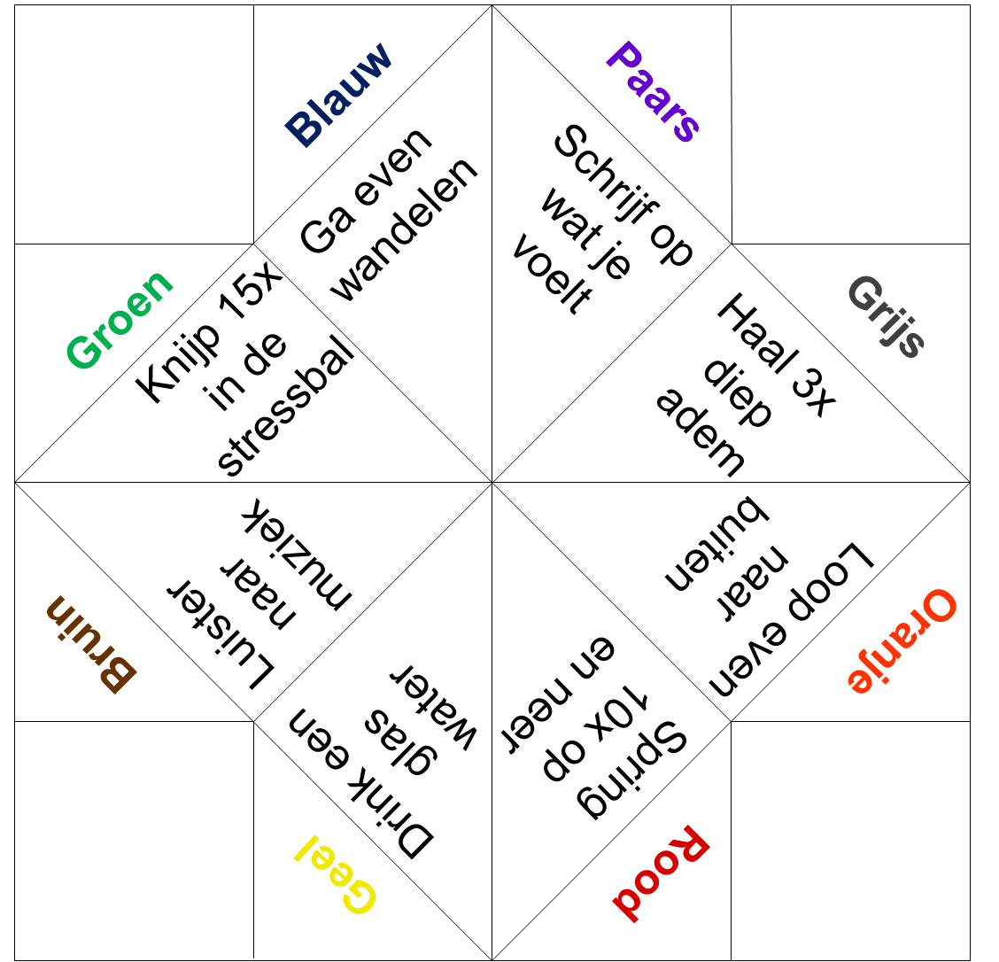 Blauw
Ga even
wandelen
Paars
Schrijf op
wat je
voelt
Groen
Knijp 15x
in de
stressbal
Grijs
Haal 3x
diep
adem
Bruin
Luister
naar
muziek
Oranje
Loop even
naar
buiten
Geel
Drink een
glas
water
Rood
Spring
10x op
en neer